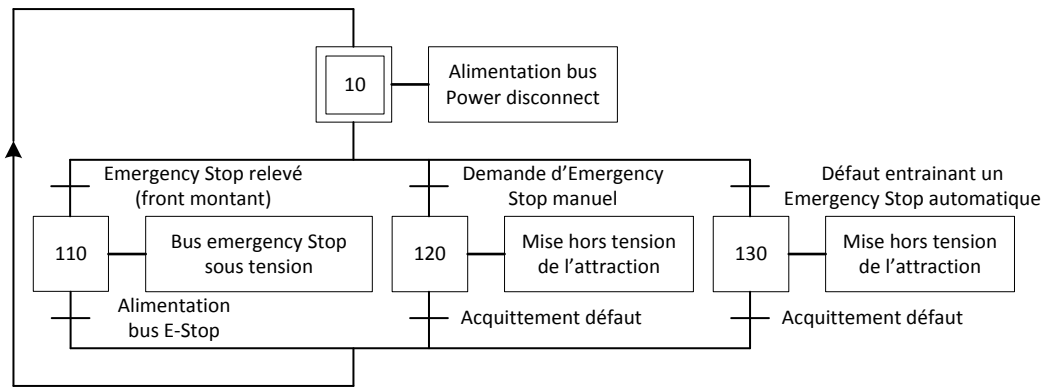 10
Alimentation bus
Power disconnect
Emergency Stop relevé
(front montant)
Demande d'Emergency
Stop manuel
Défaut entrainant un
Emergency Stop automatique
110
Bus emergency Stop
sous tension
120
Mise hors tension
de l'attraction
130
Mise hors tension
de l'attraction
Alimentation
bus E-Stop
Acquittement défaut
Acquittement défaut